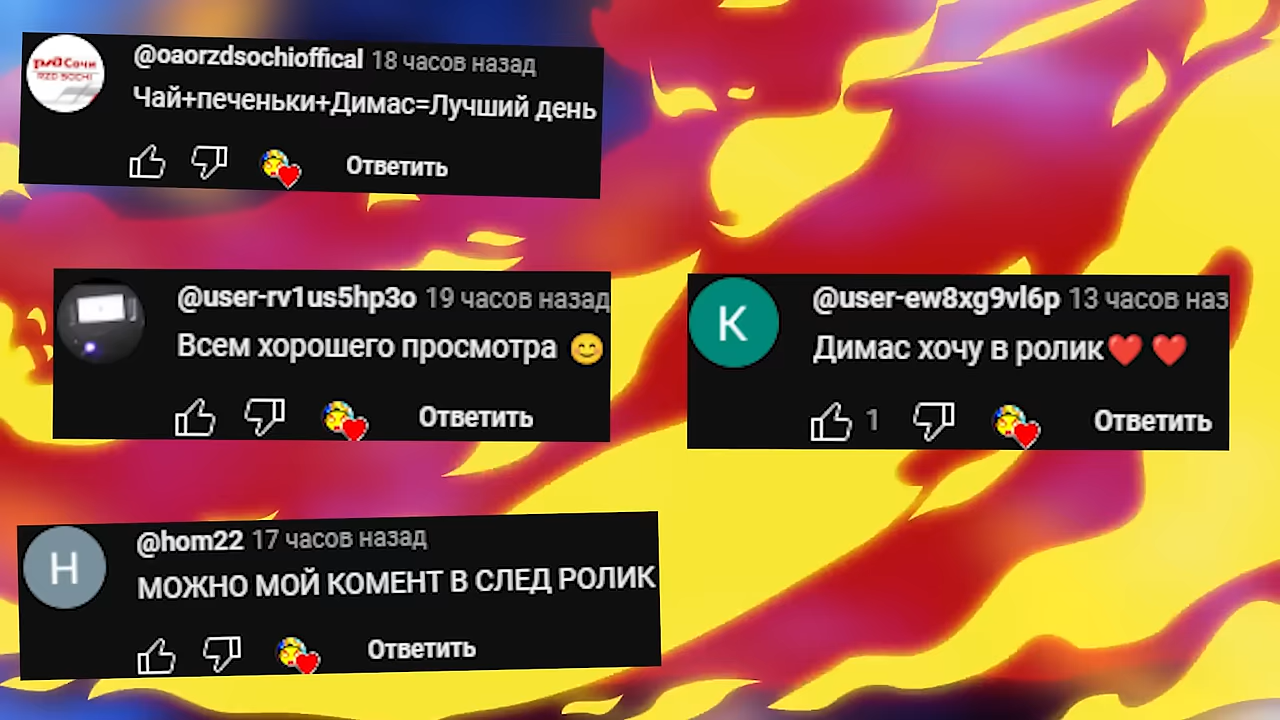 @oaorzdsochioffical 18 часов назад
Чай+печеньки+Димас=Лучший день
Ответить
@user-rv1us5hp3o 19 часов назад
Всем хорошего просмотра 😊
Ответить
@user-ew8xg9vl6p 13 часов наз
К
Димас хочу в ролик❤️ ❤️
1
Ответить
@hom22 17 часов назад
Н
МОЖНО МОЙ КОМЕНТ В СЛЕД РОЛИК
Ответить